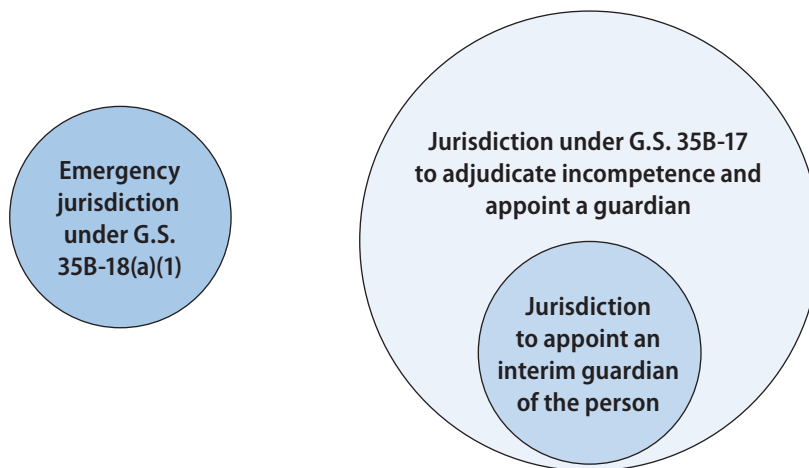 Emergency
jurisdiction
under G.S.
35B-18(a)(1)
Jurisdiction under G.S. 35B-17
to adjudicate incompetence and
appoint a guardian
Jurisdiction
to appoint an
interim guardian
of the person